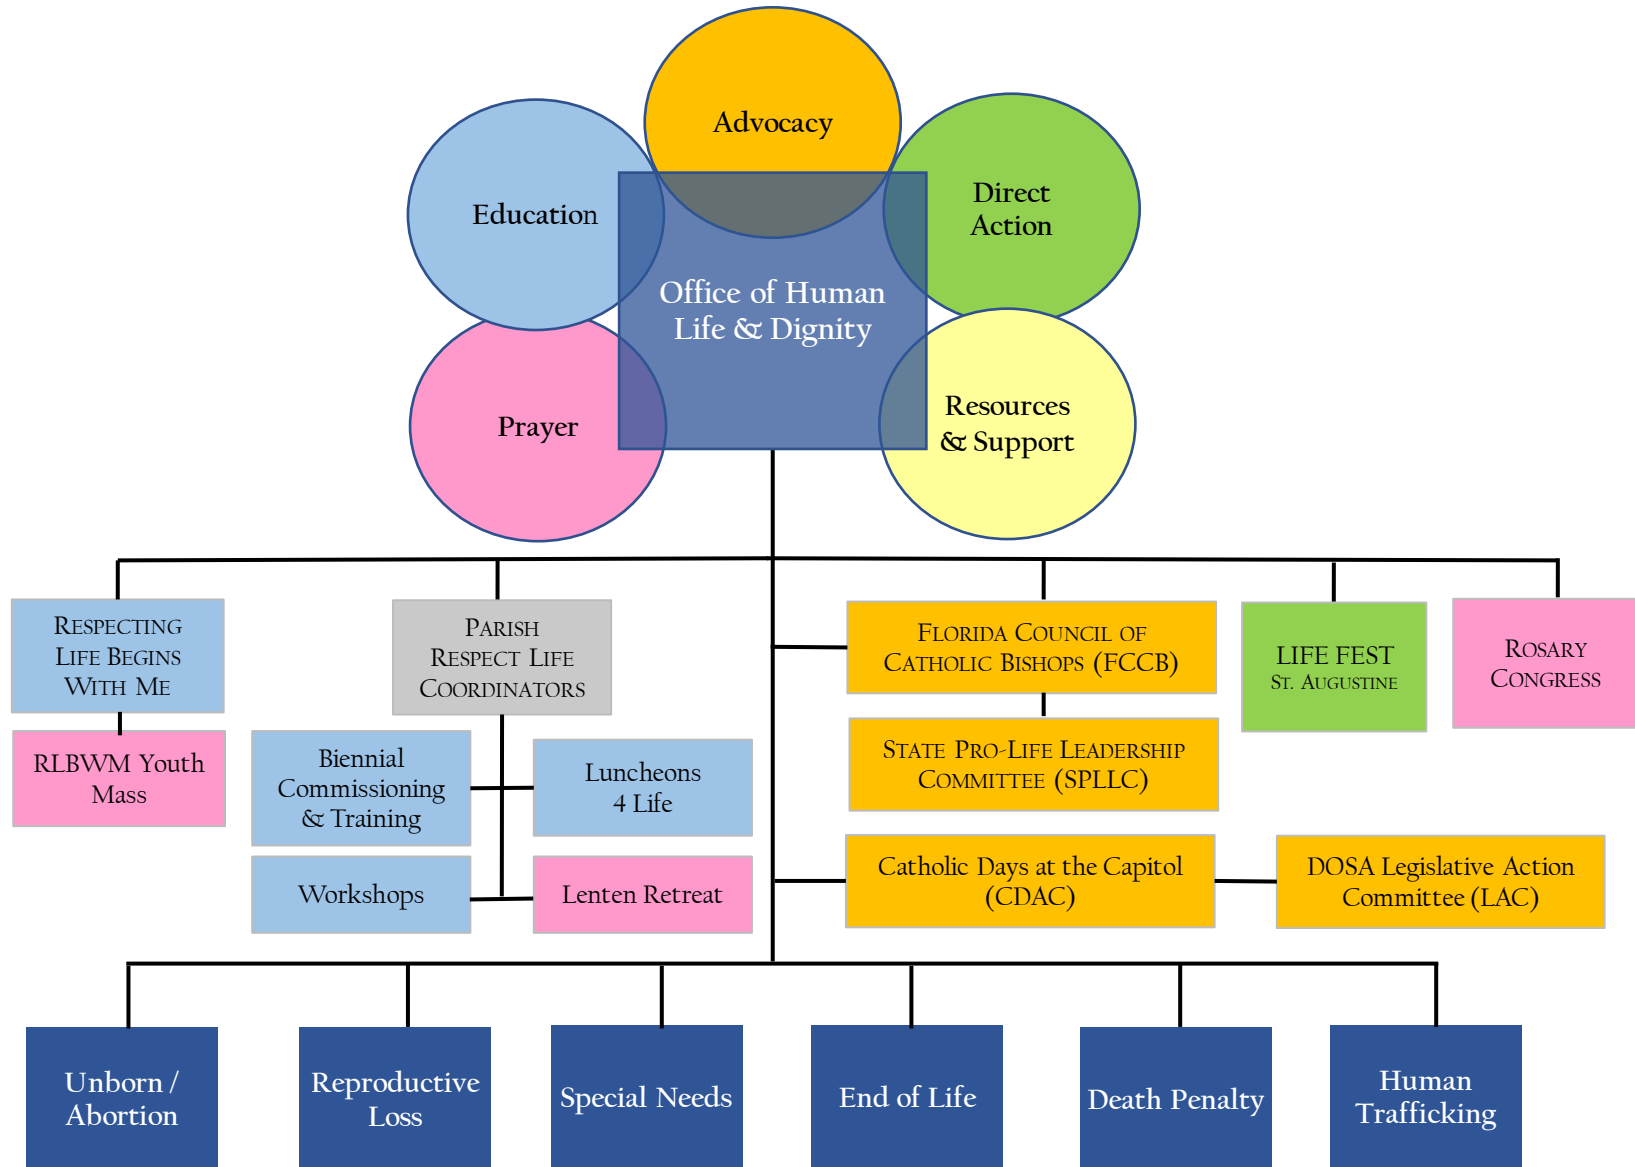 Advocacy
Education
Direct
Action
Office of Human
Life & Dignity
Prayer
Resources
& Support
RESPECTING
LIFE BEGINS
WITH ME
RLBWM Youth
Mass
PARISH
RESPECT LIFE
COORDINATORS
Biennial
Commissioning
& Training
Luncheons
4 Life
Workshops
Lenten Retreat
FLORIDA COUNCIL OF
CATHOLIC BISHOPS (FCCB)
STATE PRO-LIFE LEADERSHIP
COMMITTEE (SPLLC)
Catholic Days at the Capitol
(CDAC)
DOSA Legislative Action
Committee (LAC)
LIFE FEST
ST. AUGUSTINE
ROSARY
CONGRESS
Unborn /
Abortion
Reproductive
Loss
Special Needs
End of Life
Death Penalty
Human
Trafficking